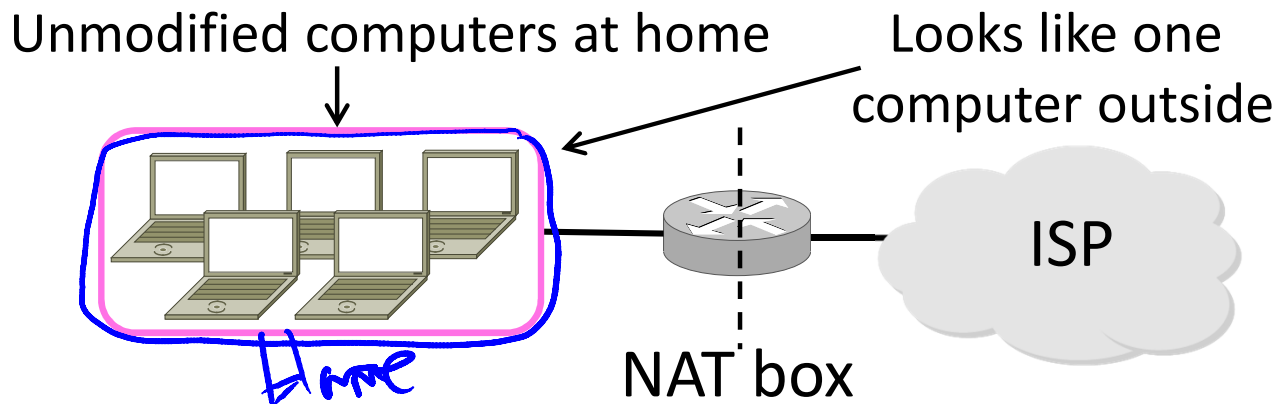 Unmodified computers at home
Looks like one
computer outside
ISP
NAT box
Home